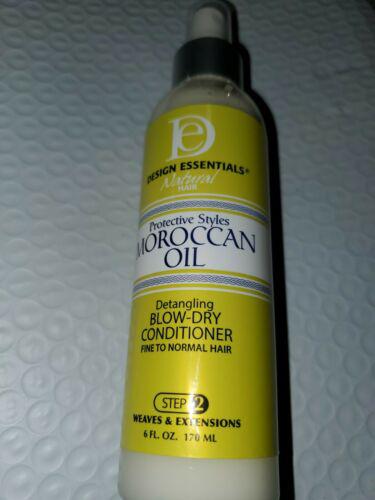 DE
DESIGN ESSENTIALS®
Natural
HAIR
Protective Styles
MOROCCAN
OIL
Detangling
BLOW-DRY
CONDITIONER
FINE TO NORMAL HAIR
STEP 2
WEAVES & EXTENSIONS
6 FL. OZ. 170 ML